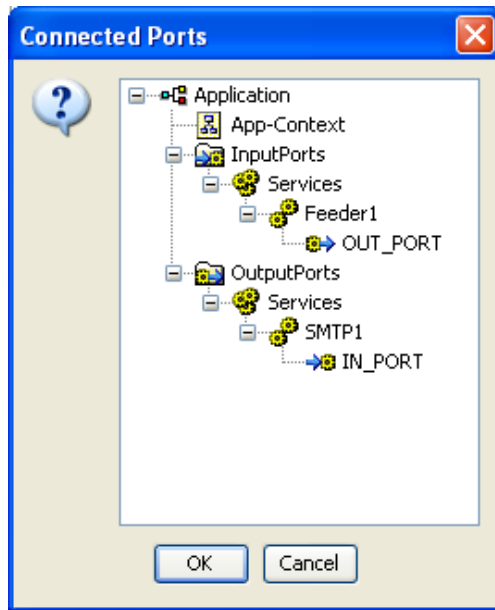 Connected Ports
Application
App-Context
InputPorts
Services
Feeder1
OUT_PORT
OutputPorts
Services
SMTP1
IN_PORT
OK Cancel